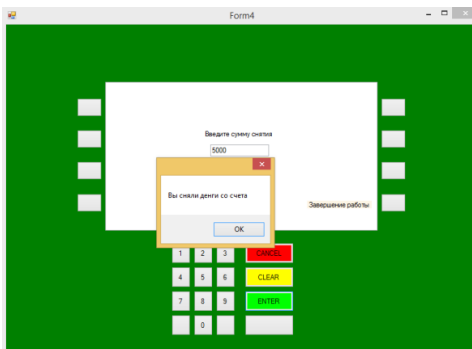 Form4
Введите сумму снятия
5000
Вы сняли денги со счета
Завершение работы
OK
1 2 3 CANCEL
4 5 6 CLEAR
7 8 9 ENTER
0